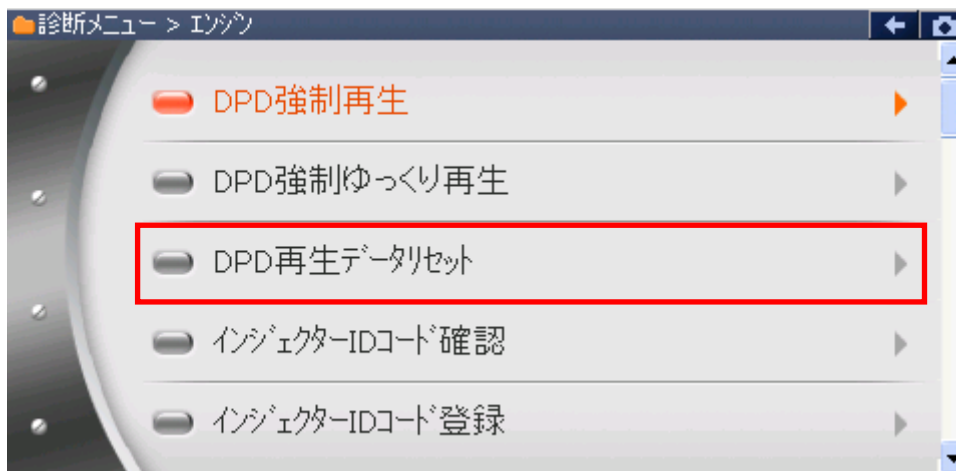 診断メニュー > エンジン
DPD強制再生
DPD強制ゆっくり再生
DPD再生データリセット
インジェクターIDコード確認
インジェクターIDコード登録